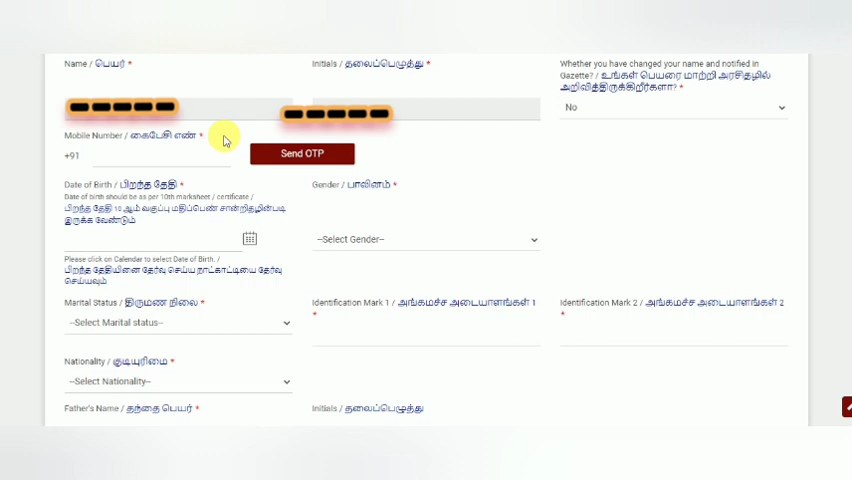 Name / பெயர் *
Initials / தலைப்பெழுத்து *
Whether you have changed your name and notified in
Gazette? / உங்கள் பெயரை மாற்றி அரசிதழில்
அறிவித்திருக்கிறீர்களா? *
No
Mobile Number / கைபேசி எண் *
+91
Send OTP
Date of Birth / பிறந்த தேதி *
Date of birth should be as per 10th marksheet / certificate /
பிறந்த தேதி 10 ஆம் வகுப்பு மதிப்பெண் சான்றிதழின்படி
இருக்க வேண்டும்
Gender / பாலினம் *
--Select Gender--
Please click on Calendar to select Date of Birth. /
பிறந்த தேதியினை தேர்வு செய்ய நாட்காட்டியை தேர்வு
செய்யவும்
Marital Status / திருமண நிலை *
--Select Marital status--
Identification Mark 1 / அங்கமச்ச அடையாளங்கள் 1
*
Identification Mark 2 / அங்கமச்ச அடையாளங்கள் 2
*
Nationality / குடியுரிமை *
--Select Nationality--
Father's Name / தந்தை பெயர் *
Initials / தலைப்பெழுத்து